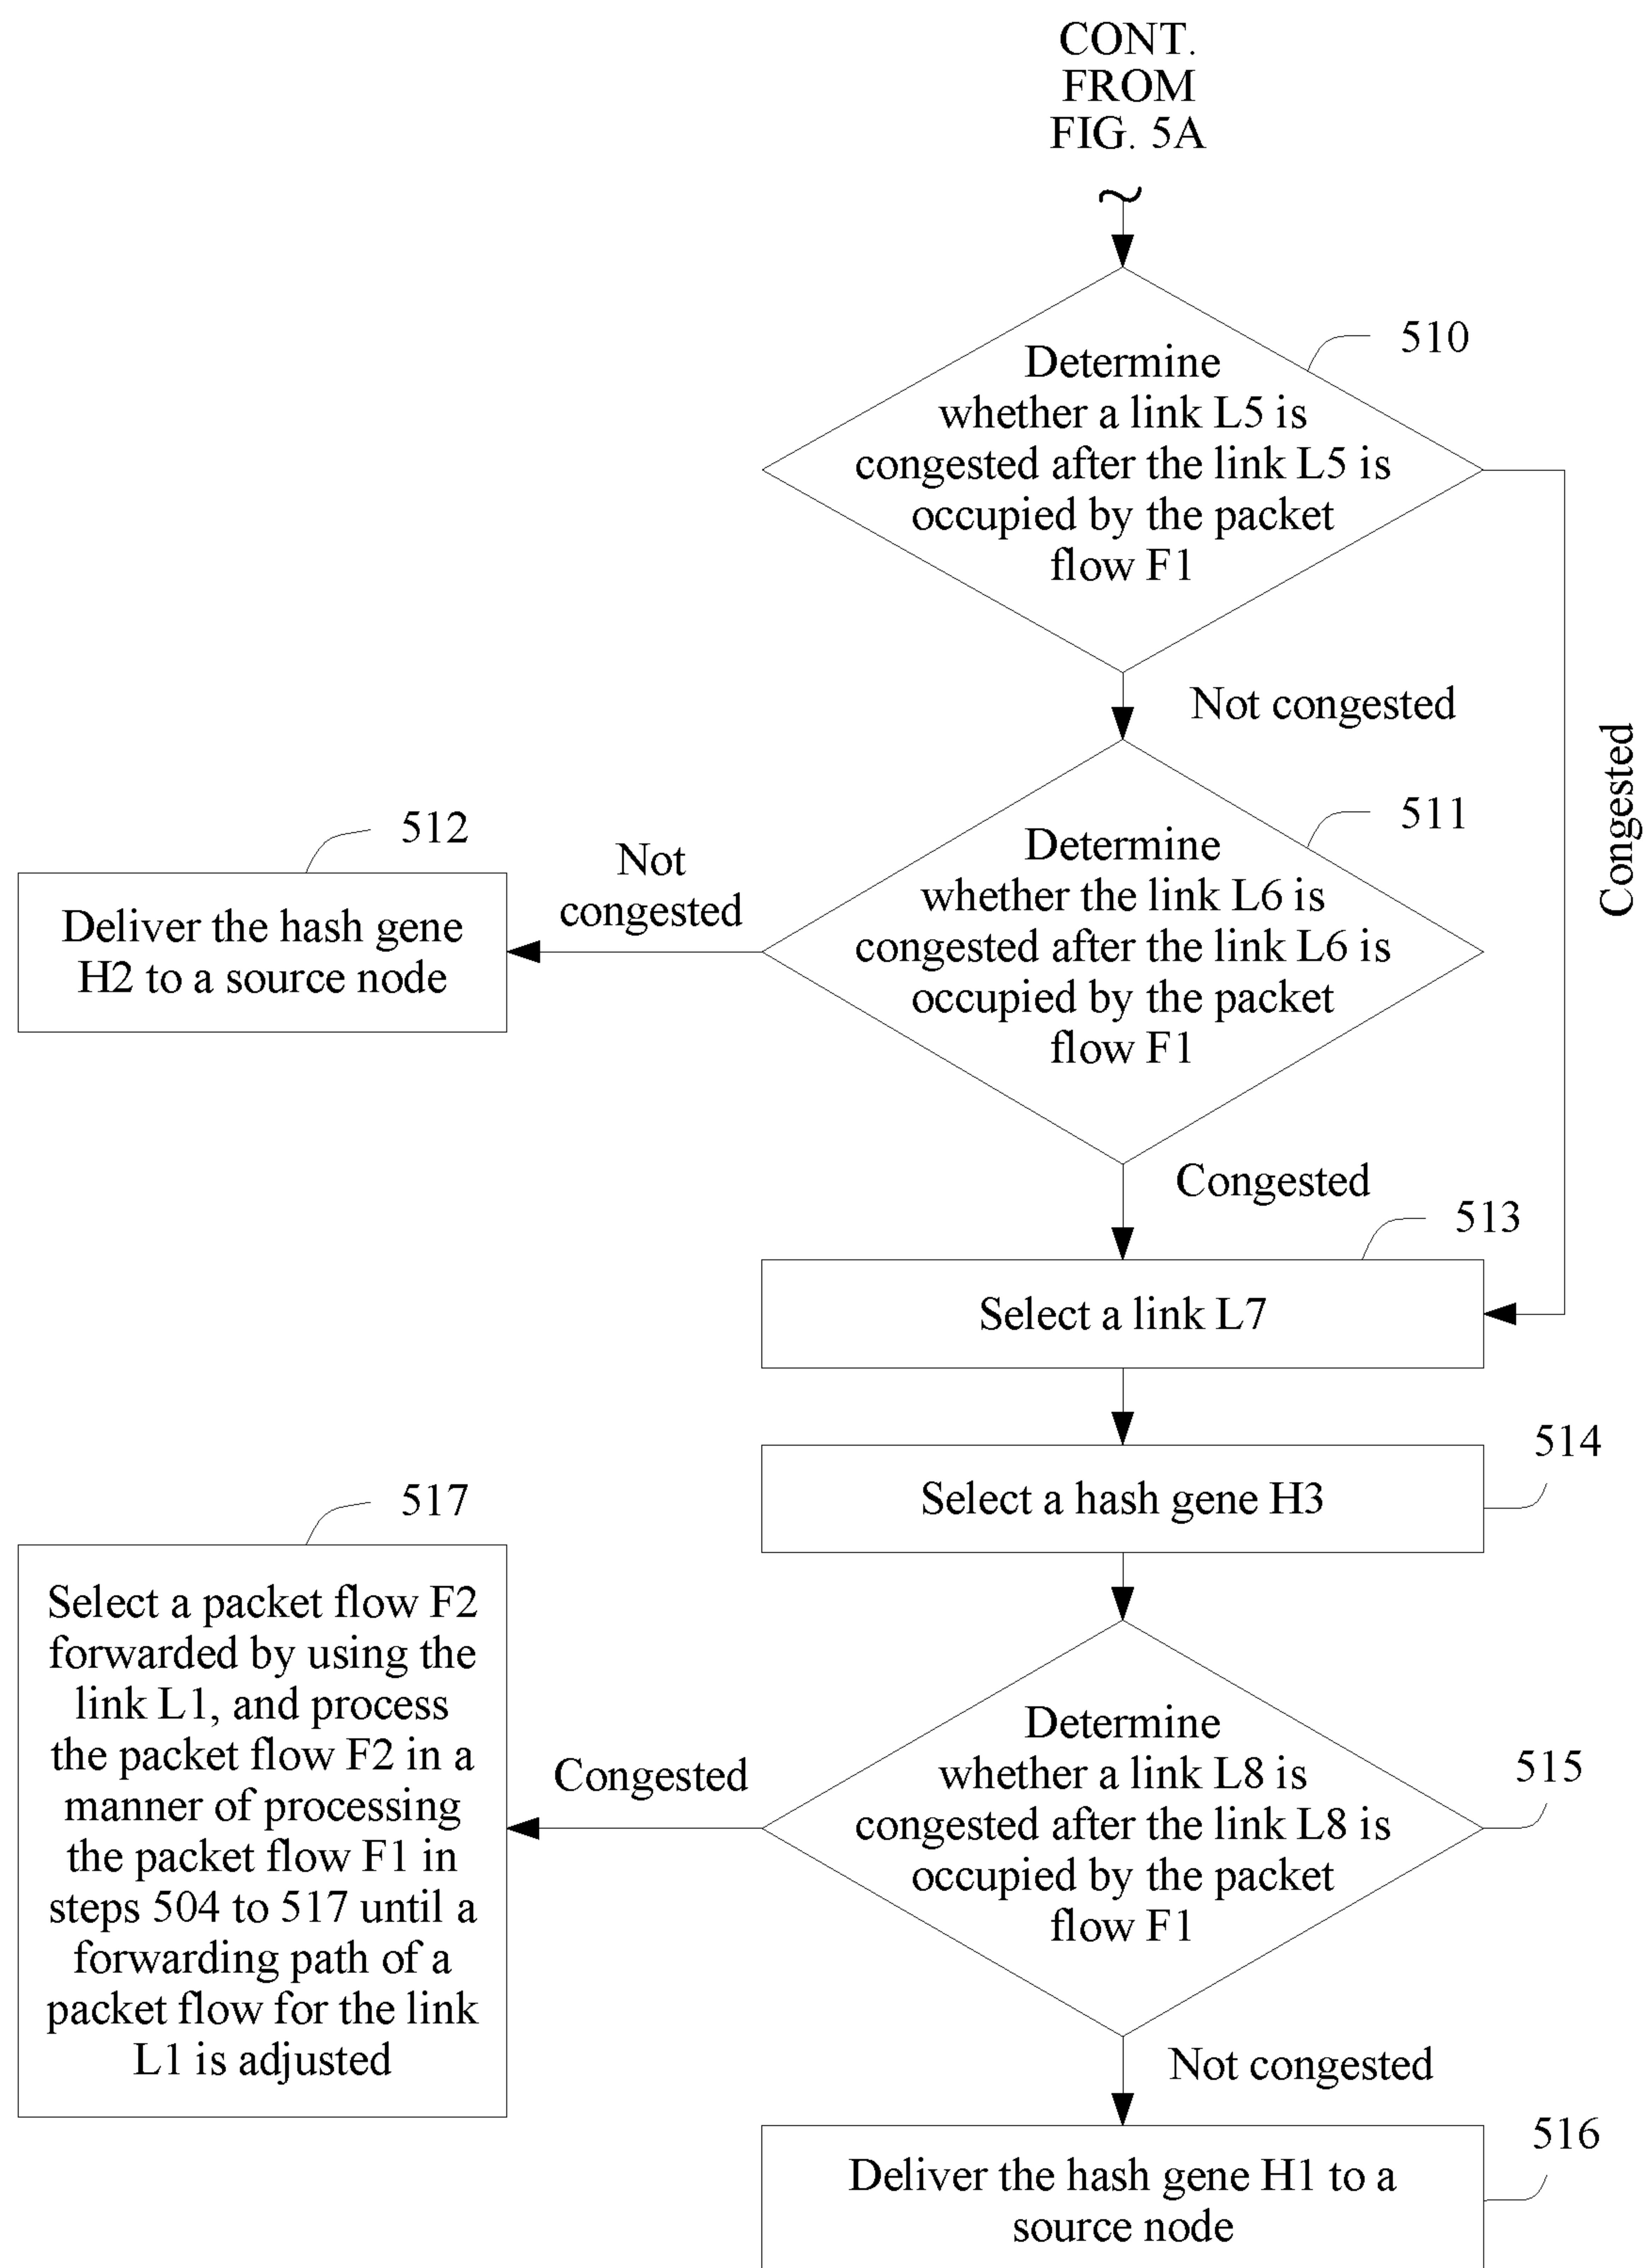 CONT.
FROM
FIG. 5A
510
Determine
whether a link L5 is
congested after the link L5 is
occupied by the packet
flow F1
Not congested
Congested
511
Determine
whether the link L6 is
congested after the link L6 is
occupied by the packet
flow F1
Not
congested
512
Deliver the hash gene
H2 to a source node
Congested
513
Select a link L7
514
Select a hash gene H3
515
Determine
whether a link L8 is
congested after the link L8 is
occupied by the packet
flow F1
Congested
517
Select a packet flow F2
forwarded by using the
link L1, and process
the packet flow F2 in a
manner of processing
the packet flow F1 in
steps 504 to 517 until a
forwarding path of a
packet flow for the link
L1 is adjusted
Not congested
516
Deliver the hash gene H1 to a
source node